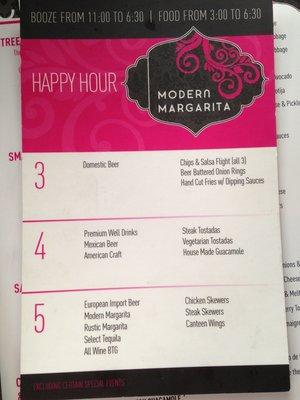 BOOZE FROM 11:00 TO 6:30 | FOOD FROM 3:00 TO 6:30
HAPPY HOUR
MODERN
MARGARITA
3
Domestic Beer
Chips & Salsa Flight (all 3)
Beer Battered Onion Rings
Hand Cut Fries w/ Dipping Sauces
4
Premium Well Drinks
Mexican Beer
American Craft
Steak Tostadas
Vegetarian Tostadas
House Made Guacamole
5
European Import Beer
Modern Margarita
Rustic Margarita
Select Tequila
All Wine BTG
Chicken Skewers
Steak Skewers
Canteen Wings
EXCLUDING CERTAIN SPECIAL EVENTS